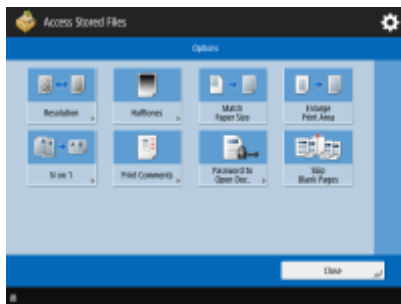 Access Stored Files
Options
Resolution
Halftones
Match
Paper Size
Enlarge
Print Area
N on 1
Print Comments
Password to
Open Doc.
Skip
Blank Pages
Close